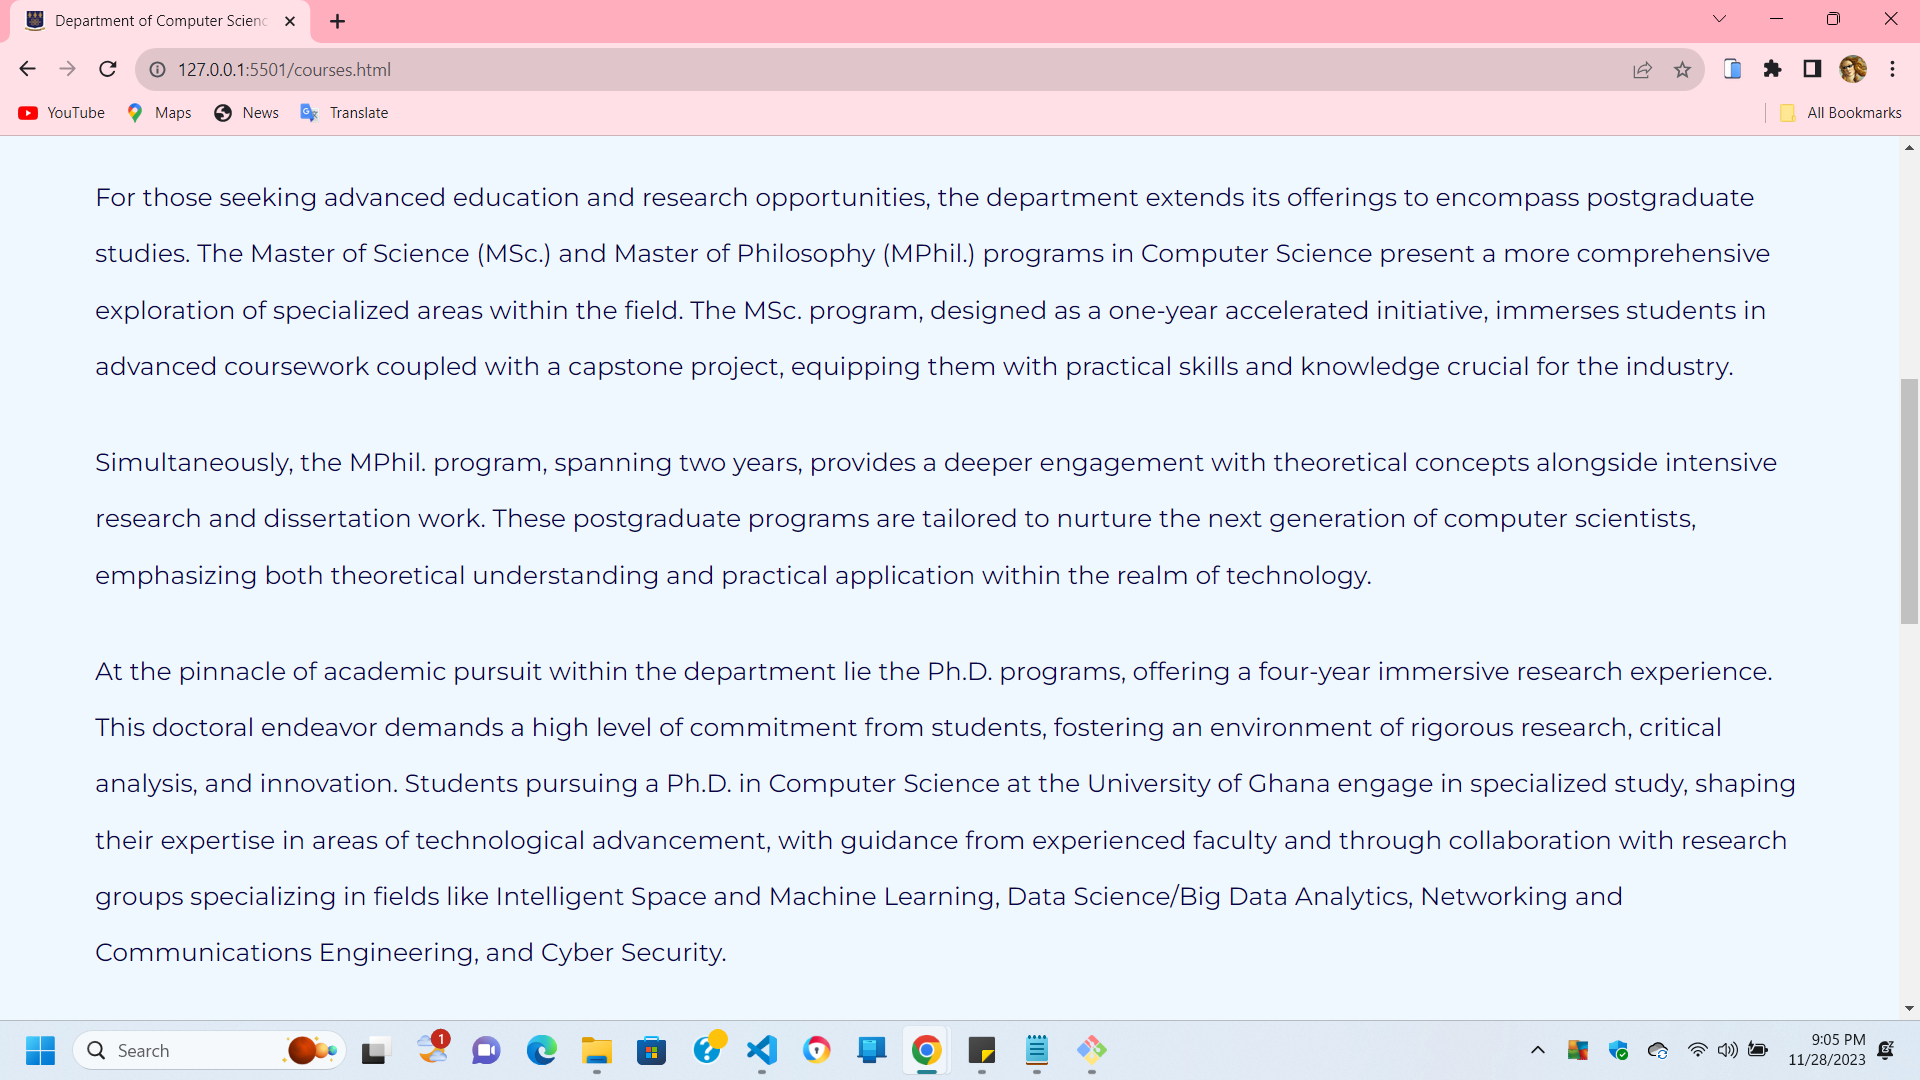 Department of Computer Scienc
127.0.0.1:5501/courses.html
YouTube
Maps
News
Translate
All Bookmarks
For those seeking advanced education and research opportunities, the department extends its offerings to encompass postgraduate
studies. The Master of Science (MSc.) and Master of Philosophy (MPhil.) programs in Computer Science present a more comprehensive
exploration of specialized areas within the field. The MSc. program, designed as a one-year accelerated initiative, immerses students in
advanced coursework coupled with a capstone project, equipping them with practical skills and knowledge crucial for the industry.
Simultaneously, the MPhil. program, spanning two years, provides a deeper engagement with theoretical concepts alongside intensive
research and dissertation work. These postgraduate programs are tailored to nurture the next generation of computer scientists,
emphasizing both theoretical understanding and practical application within the realm of technology.
At the pinnacle of academic pursuit within the department lie the Ph.D. programs, offering a four-year immersive research experience.
This doctoral endeavor demands a high level of commitment from students, fostering an environment of rigorous research, critical
analysis, and innovation. Students pursuing a Ph.D. in Computer Science at the University of Ghana engage in specialized study, shaping
their expertise in areas of technological advancement, with guidance from experienced faculty and through collaboration with research
groups specializing in fields like Intelligent Space and Machine Learning, Data Science/Big Data Analytics, Networking and
Communications Engineering, and Cyber Security.
Search
1
9:05 PM
11/28/2023